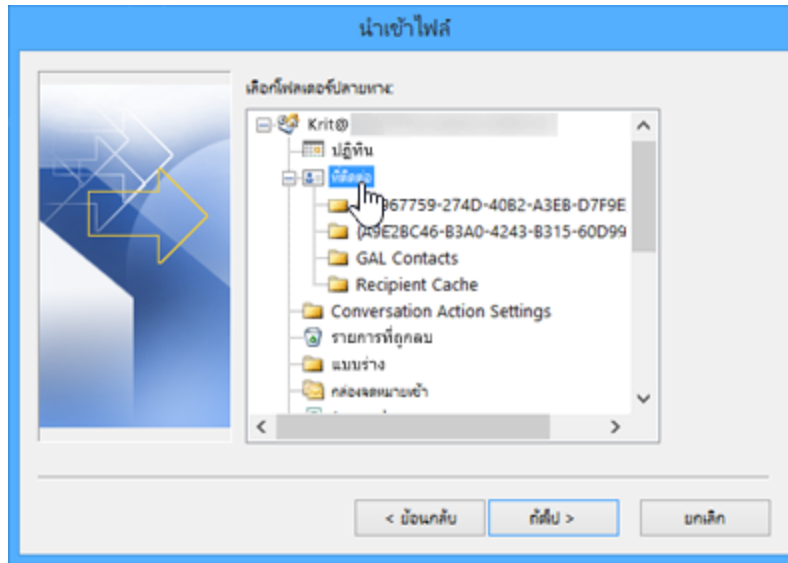 นำเข้าไฟล์
เลือกโฟลเดอร์ปลายทาง:
Krit@
ปฏิทิน
ที่ติดต่อ
967759-274D-40B2-A3EB-D7F9E
{A9E2BC46-B3A0-4243-B315-60D99
GAL Contacts
Recipient Cache
Conversation Action Settings
รายการที่ถูกลบ
แบบร่าง
กล่องจดหมายเข้า
< ย้อนกลับ
ถัดไป >
ยกเลิก